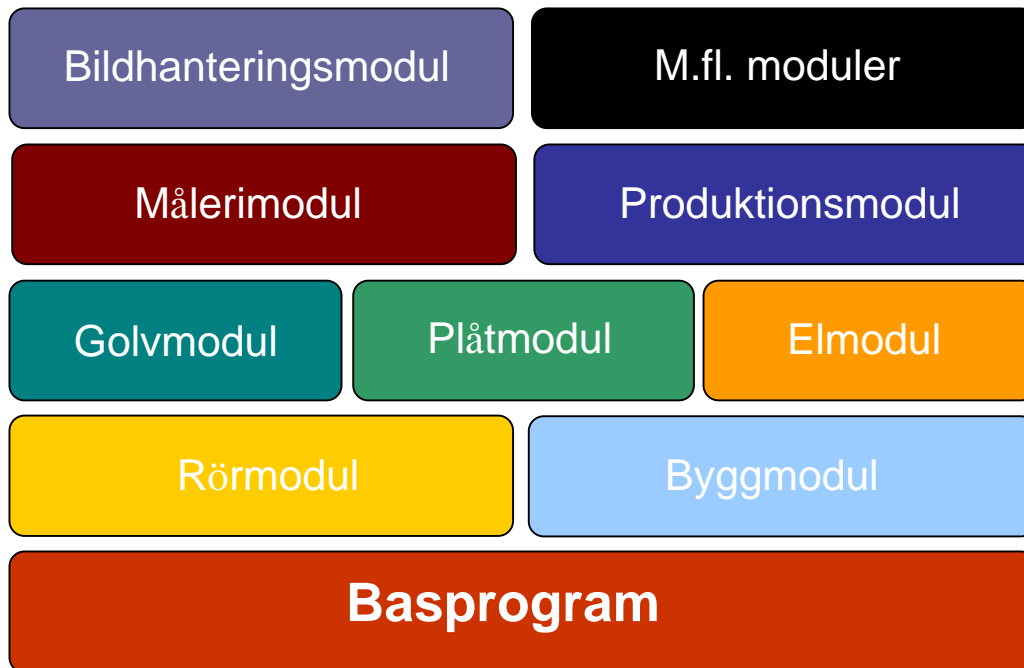 Bildhanteringsmodul
M.fl. moduler
Målerimodul
Produktionsmodul
Golvmodul
Plåtmodul
Elmodul
Rörmodul
Byggmodul
Basprogram